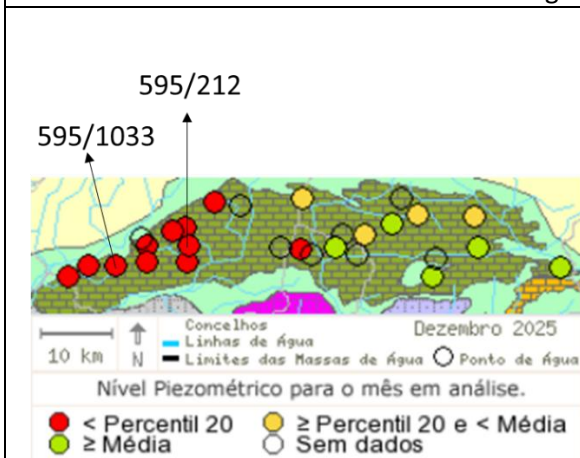 595/212
595/1033
Concelhos
Linhas de Água
Limites das Massas de Água
Dezembro 2025
Ponto de Água
10 km
N
Nível Piezométrico para o mês em análise.
< Percentil 20
≥ Percentil 20 e < Média
≥ Média
Sem dados